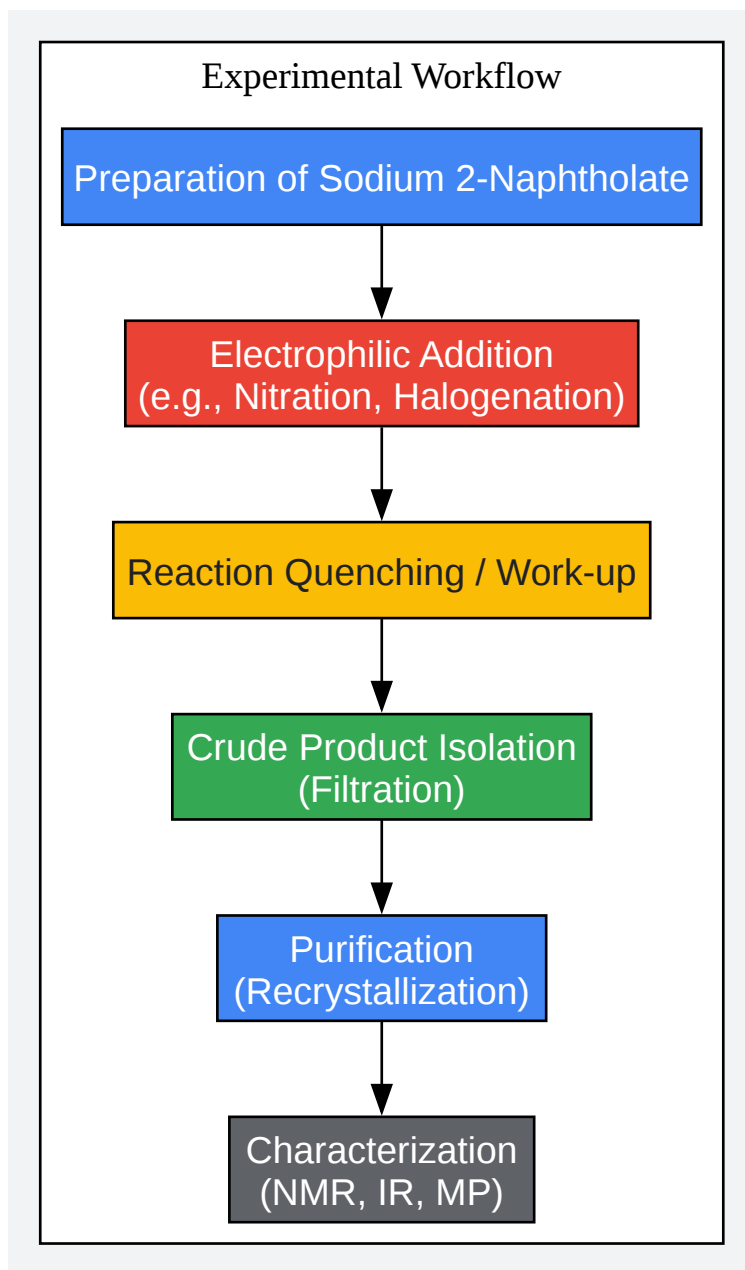 Experimental Workflow
Preparation of Sodium 2-Naphtholate
Electrophilic Addition
(e.g., Nitration, Halogenation)
Reaction Quenching / Work-up
Crude Product Isolation
(Filtration)
Purification
(Recrystallization)
Characterization
(NMR, IR, MP)